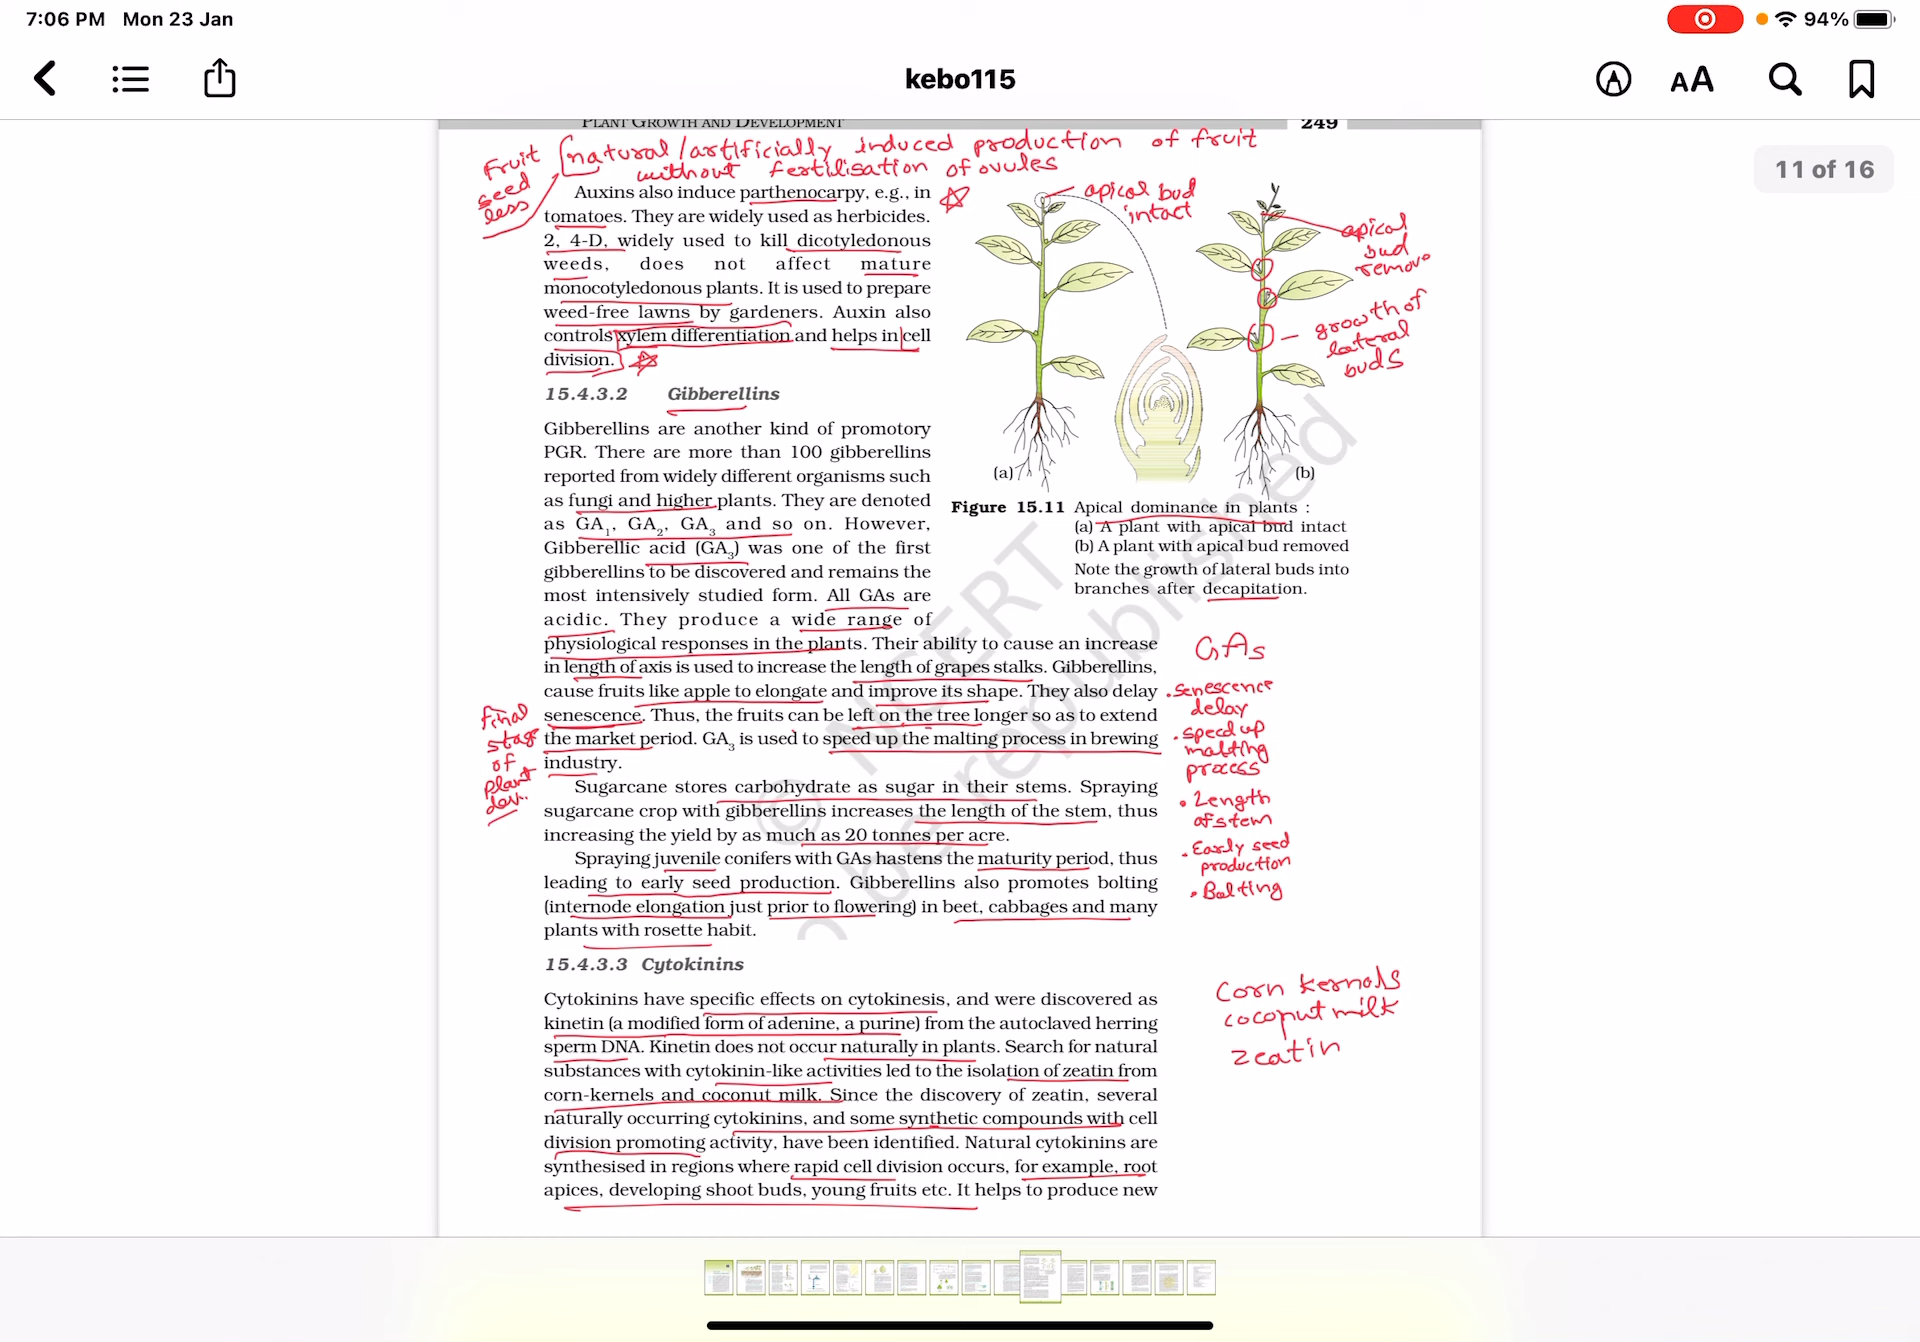 7:06 PM Mon 23 Jan
94%
kebo115
11 of 16
PLANT GROWTH AND DEVELOPMENT
249
natural/artificially induced production of fruit
without fertilisation of ovules
Fruit
seed
less
Auxins also induce parthenocarpy, e.g., in
tomatoes. They are widely used as herbicides.
2, 4-D, widely used to kill dicotyledonous
weeds, does not affect mature
monocotyledonous plants. It is used to prepare
weed-free lawns by gardeners. Auxin also
controls xylem differentiation and helps in cell
division.
apical bud
intact
apical
bud
remove
growth of
lateral
buds
(a)
(b)
Figure 15.11 Apical dominance in plants :
(a) A plant with apical bud intact
(b) A plant with apical bud removed
Note the growth of lateral buds into
branches after decapitation.
15.4.3.2 Gibberellins
Gibberellins are another kind of promotory
PGR. There are more than 100 gibberellins
reported from widely different organisms such
as fungi and higher plants. They are denoted
as GA₁, GA₂, GA₃ and so on. However,
Gibberellic acid (GA₃) was one of the first
gibberellins to be discovered and remains the
most intensively studied form. All GAs are
acidic. They produce a wide range of
physiological responses in the plants. Their ability to cause an increase
in length of axis is used to increase the length of grapes stalks. Gibberellins,
cause fruits like apple to elongate and improve its shape. They also delay
senescence. Thus, the fruits can be left on the tree longer so as to extend
the market period. GA₃ is used to speed up the malting process in brewing
industry.
Sugarcane stores carbohydrate as sugar in their stems. Spraying
sugarcane crop with gibberellins increases the length of the stem, thus
increasing the yield by as much as 20 tonnes per acre.
Spraying juvenile conifers with GAs hastens the maturity period, thus
leading to early seed production. Gibberellins also promotes bolting
(internode elongation just prior to flowering) in beet, cabbages and many
plants with rosette habit.
final
stage
of
plant
dev.
GAs
• senescence
delay
• speed up
malting
process
• Length
of stem
• Early seed
production
• Bolting
15.4.3.3 Cytokinins
Cytokinins have specific effects on cytokinesis, and were discovered as
kinetin (a modified form of adenine, a purine) from the autoclaved herring
sperm DNA. Kinetin does not occur naturally in plants. Search for natural
substances with cytokinin-like activities led to the isolation of zeatin from
corn-kernels and coconut milk. Since the discovery of zeatin, several
naturally occurring cytokinins, and some synthetic compounds with cell
division promoting activity, have been identified. Natural cytokinins are
synthesised in regions where rapid cell division occurs, for example, root
apices, developing shoot buds, young fruits etc. It helps to produce new
corn kernals
cocoput milk
zeatin
© NCERT
be republished